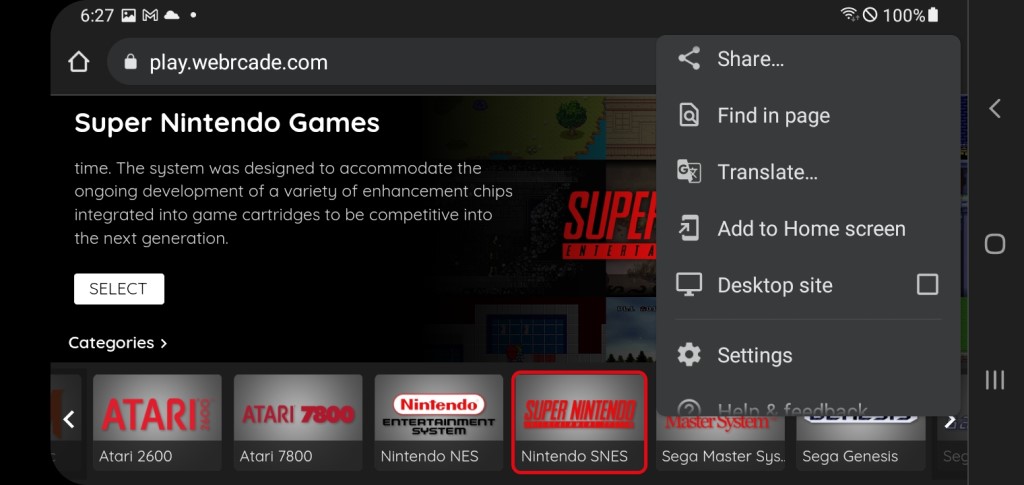 6:27
100%
play.webrcade.com
Share...
Find in page
Translate...
Add to Home screen
Desktop site
Settings
Help & feedback
Super Nintendo Games
time. The system was designed to accommodate the
ongoing development of a variety of enhancement chips
integrated into game cartridges to be competitive into
the next generation.
SELECT
SUPER
ENTERTA
Categories >
ATARI 2600
ATARI 7800
Nintendo
ENTERTAINMENT
SYSTEM
SUPER NINTENDO
Master System
GENESIS
Atari 2600
Atari 7800
Nintendo NES
Nintendo SNES
Sega Master Sys..
Sega Genesis
Seg